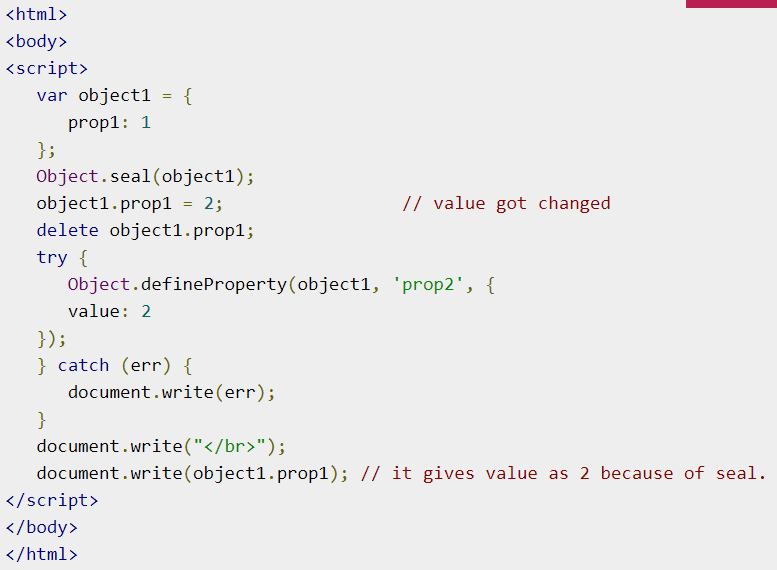 <html>
<body>
<script>
   var object1 = {
      prop1: 1
   };
   Object.seal(object1);
   object1.prop1 = 2;                 // value got changed
   delete object1.prop1;
   try {
      Object.defineProperty(object1, 'prop2', {
      value: 2
   });
   } catch (err) {
      document.write(err);
   }
   document.write("</br>");
   document.write(object1.prop1); // it gives value as 2 because of seal.
</script>
</body>
</html>